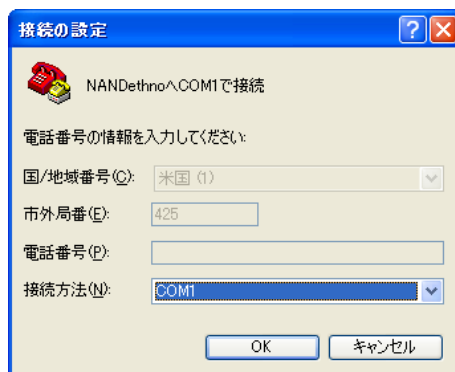 接続の設定
NANDethnoへCOM1で接続
電話番号の情報を入力してください:
国/地域番号(C): 米国 (1)
市外局番(E): 425
電話番号(P):
接続方法(N): COM1
OK キャンセル